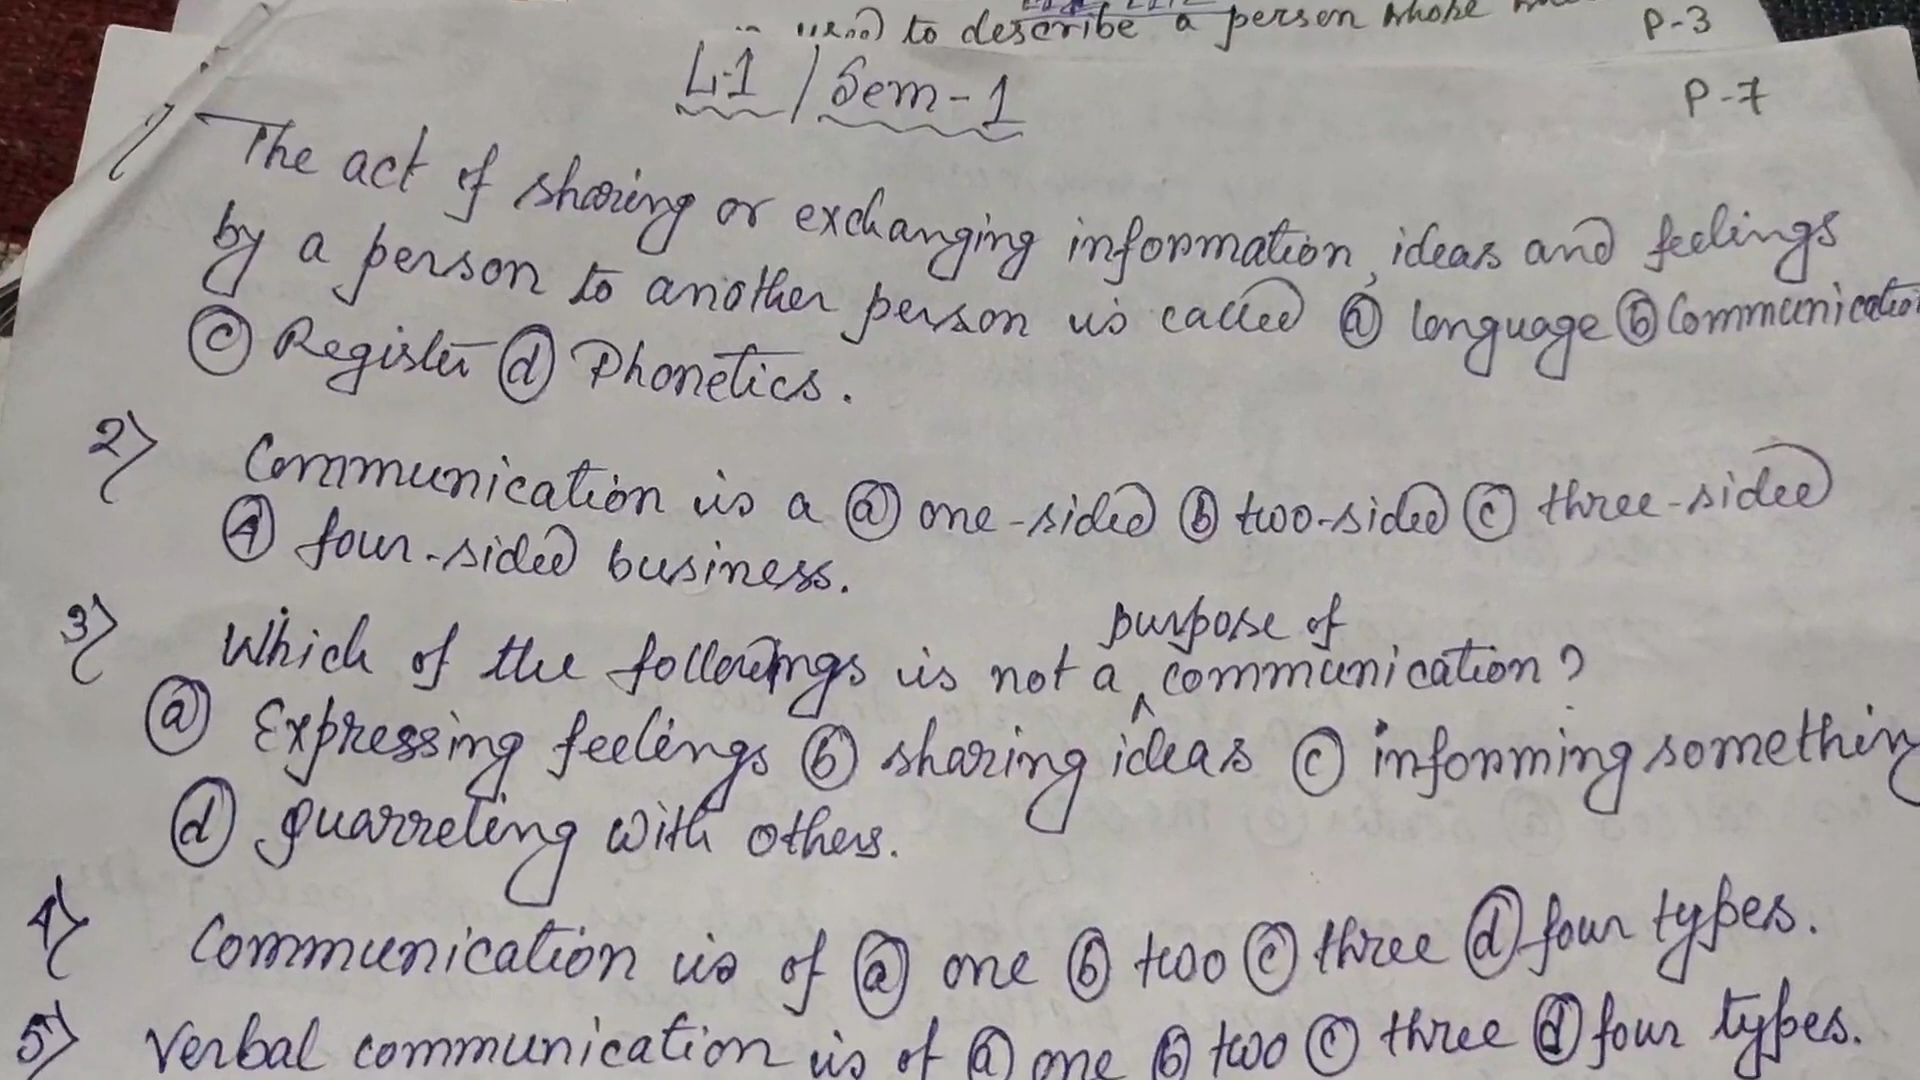 used to describe a person whose
P-3
L-1 / Sem-1
P-7
1) The act of sharing or exchanging information, ideas and feelings
by a person to another person is called (a) language (b) Communication
(c) Register (d) Phonetics.
2) Communication is a (a) one-sided (b) two-sided (c) three-sided
(d) four-sided business.
3) Which of the followings is not a purpose of communication?
(a) Expressing feelings (b) sharing ideas (c) informing something
(d) quarreling with others.
4) Communication is of (a) one (b) two (c) three (d) four types.
5) Verbal communication is of (a) one (b) two (c) three (d) four types.